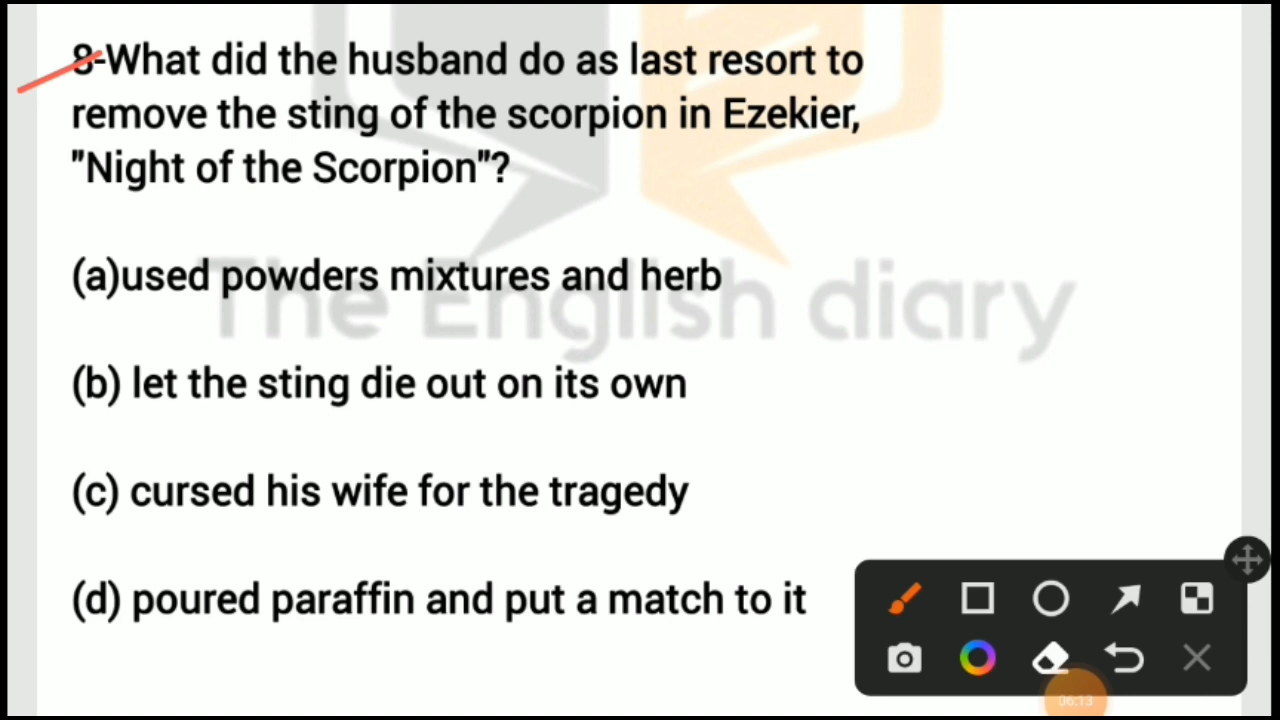 8-What did the husband do as last resort to
remove the sting of the scorpion in Ezekier,
"Night of the Scorpion"?
(a)used powders mixtures and herb
The English diary
(b) let the sting die out on its own
(c) cursed his wife for the tragedy
(d) poured paraffin and put a match to it
06:13